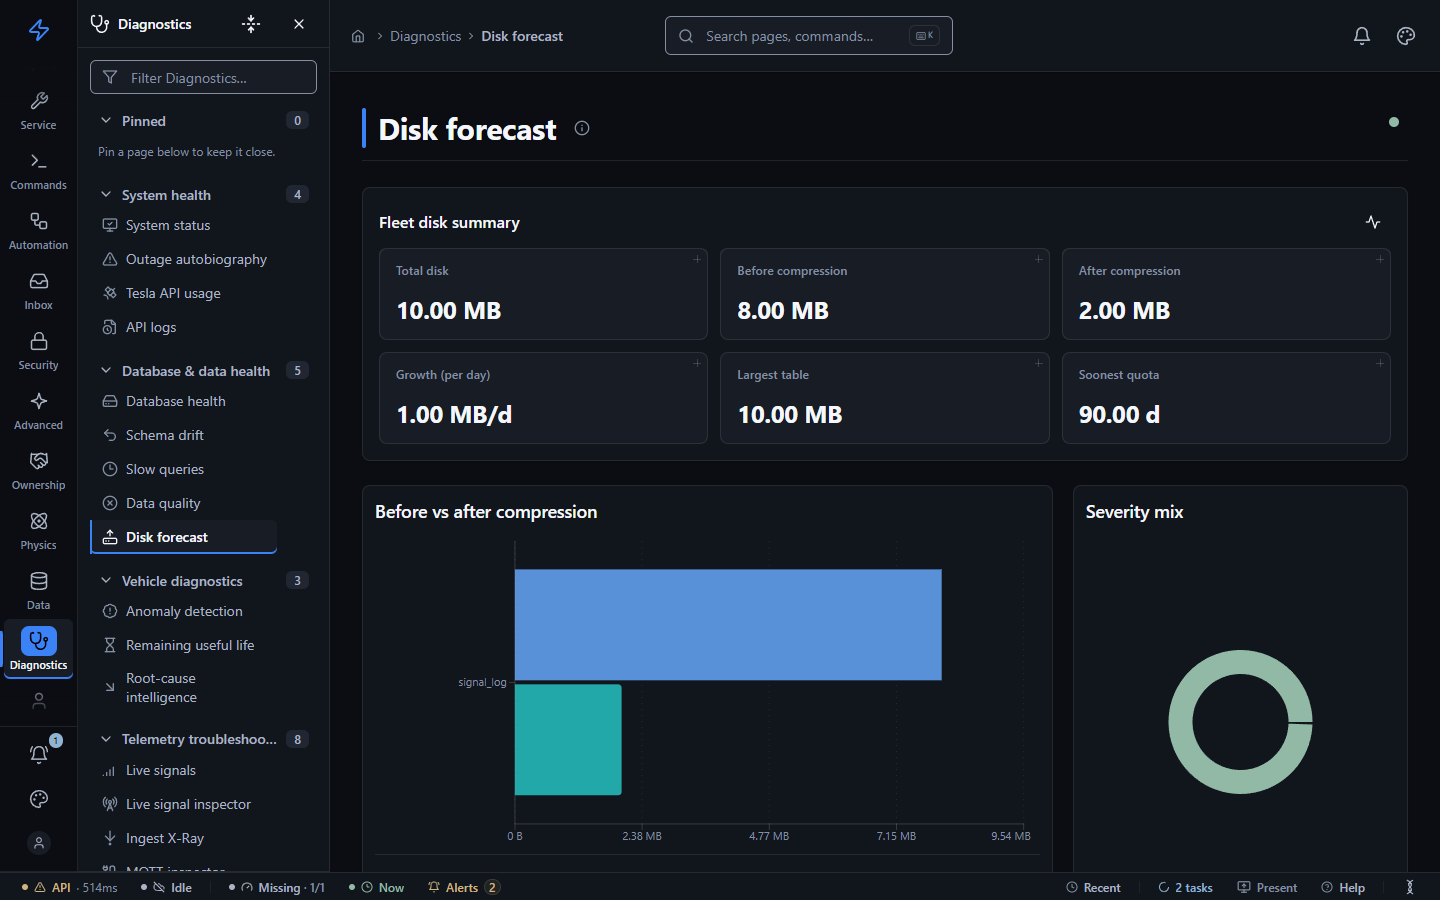 Diagnostics
Diagnostics
Disk forecast
Search pages, commands...
K
Filter Diagnostics...
Service
Commands
Automation
Inbox
Security
Advanced
Ownership
Physics
Data
Diagnostics
1
Pinned
0
Pin a page below to keep it close.
System health
4
System status
Outage autobiography
Tesla API usage
API logs
Database & data health
5
Database health
Schema drift
Slow queries
Data quality
Disk forecast
Vehicle diagnostics
3
Anomaly detection
Remaining useful life
Root-cause
intelligence
Telemetry troubleshoo...
8
Live signals
Live signal inspector
Ingest X-Ray
MQTT inspector
Disk forecast
Fleet disk summary
Total disk
10.00 MB
Before compression
8.00 MB
After compression
2.00 MB
Growth (per day)
1.00 MB/d
Largest table
10.00 MB
Soonest quota
90.00 d
Before vs after compression
signal_log
0 B
2.38 MB
4.77 MB
7.15 MB
9.54 MB
Severity mix
API · 514ms
Idle
Missing · 1/1
Now
Alerts 2
Recent
2 tasks
Present
Help